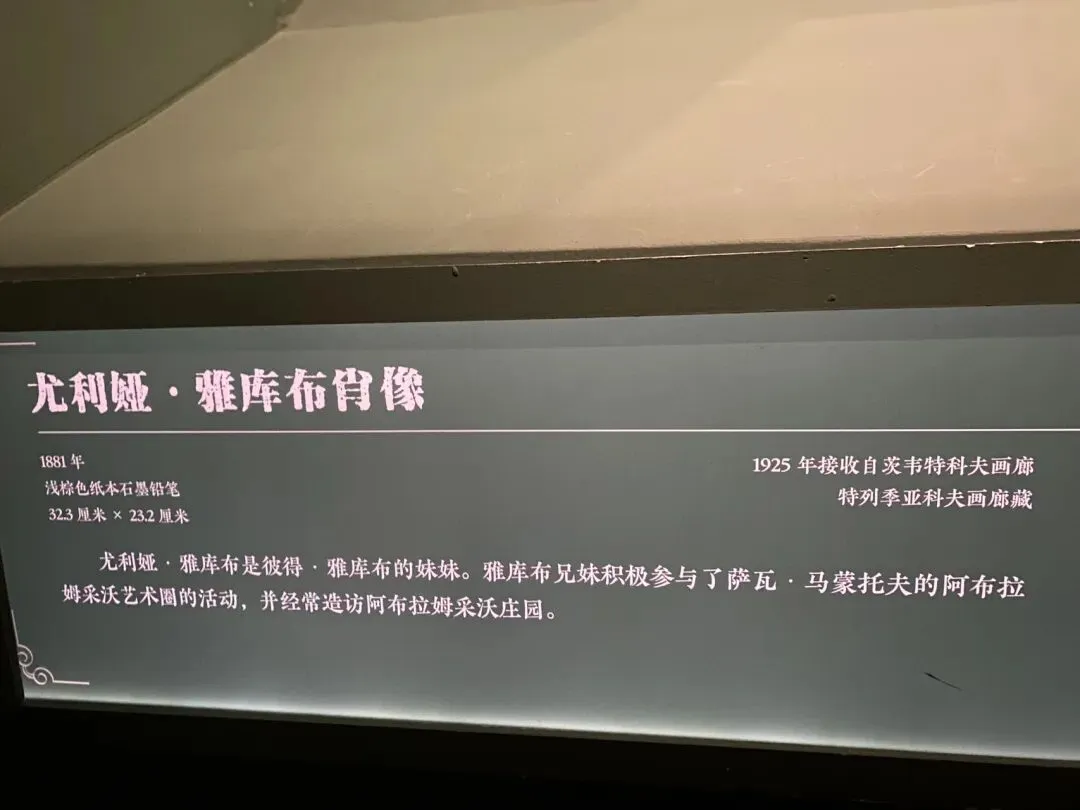 尤利娅·雅库布肖像
1881 年
浅棕色纸本石墨铅笔
32.3 厘米 × 23.2 厘米
1925 年接收自茨韦特科夫画廊
特列季亚科夫画廊藏
尤利娅·雅库布是彼得·雅库布的妹妹。雅库布兄妹积极参与了萨瓦·马蒙托夫的阿布拉
姆采沃艺术圈的活动，并经常造访阿布拉姆采沃庄园。